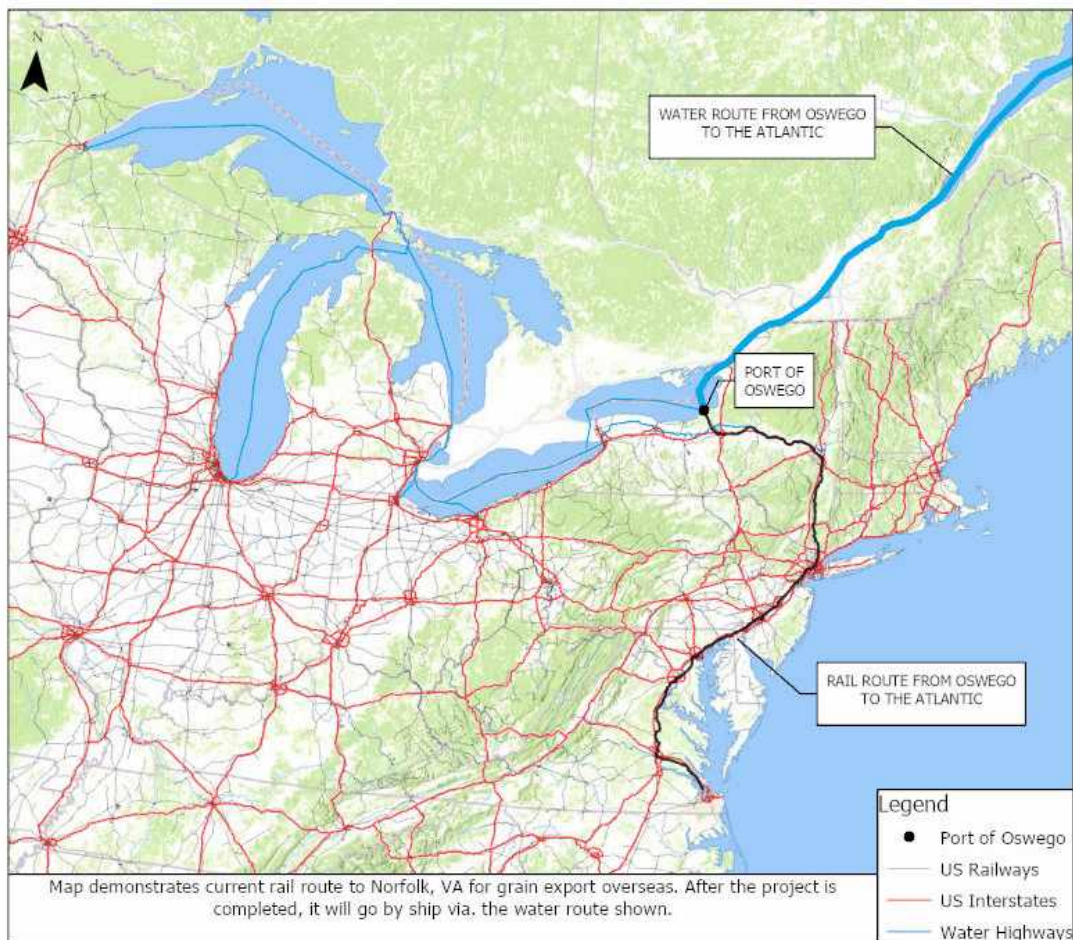 N
WATER ROUTE FROM OSWEGO
TO THE ATLANTIC
PORT OF
OSWEGO
RAIL ROUTE FROM OSWEGO
TO THE ATLANTIC
Legend
Port of Oswego
US Railways
US Interstates
Water Highways
Map demonstrates current rail route to Norfolk, VA for grain export overseas. After the project is
completed, it will go by ship via. the water route shown.